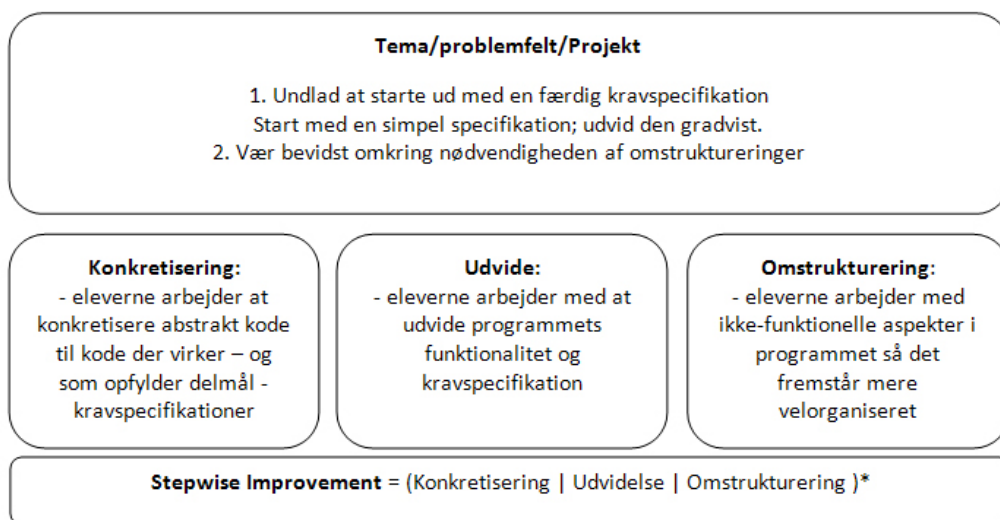 Tema/problemfelt/Projekt
1. Undlad at starte ud med en færdig kravspecifikation
Start med en simpel specifikation; udvid den gradvist.
2. Vær bevidst omkring nødvendigheden af omstruktureringer
Konkretisering:
- eleverne arbejder at
konkretisere abstrakt kode
til kode der virker – og
som opfylder delmål -
kravspecifikationer
Udvide:
- eleverne arbejder med at
udvide programmets
funktionalitet og
kravspecifikation
Omstrukturering:
- eleverne arbejder med
ikke-funktionelle aspekter i
programmet så det
fremstår mere
velorganiseret
Stepwise Improvement = (Konkretisering | Udvidelse | Omstrukturering )*